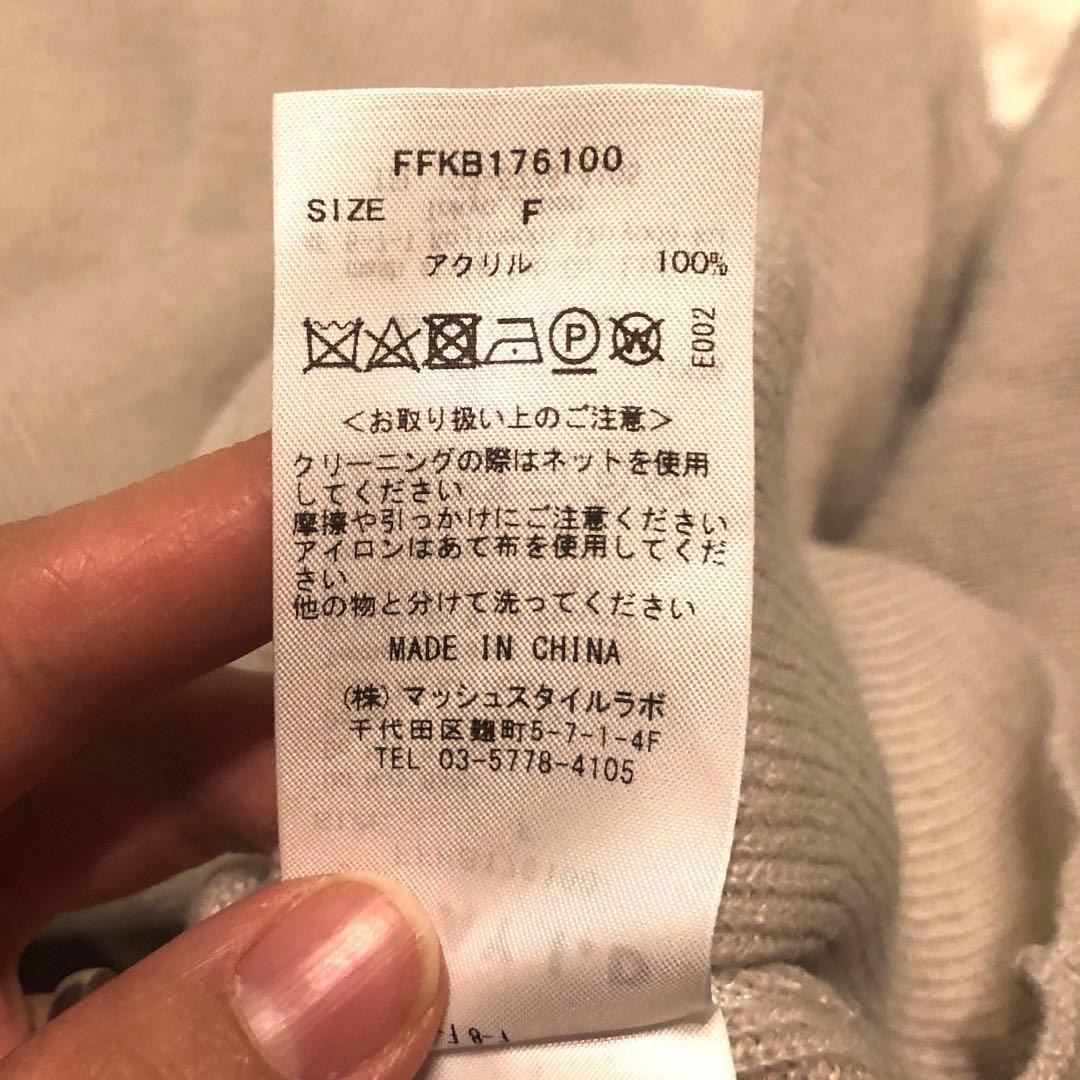 FFKB176100
SIZE F
アクリル 100%
P W E002
＜お取り扱い上のご注意＞
クリーニングの際はネットを使用
してください
摩擦や引っかけにご注意ください
アイロンはあて布を使用してくだ
さい
他の物と分けて洗ってください
MADE IN CHINA
(株)マッシュスタイルラボ
千代田区麹町5-7-1-4F
TEL 03-5778-4105